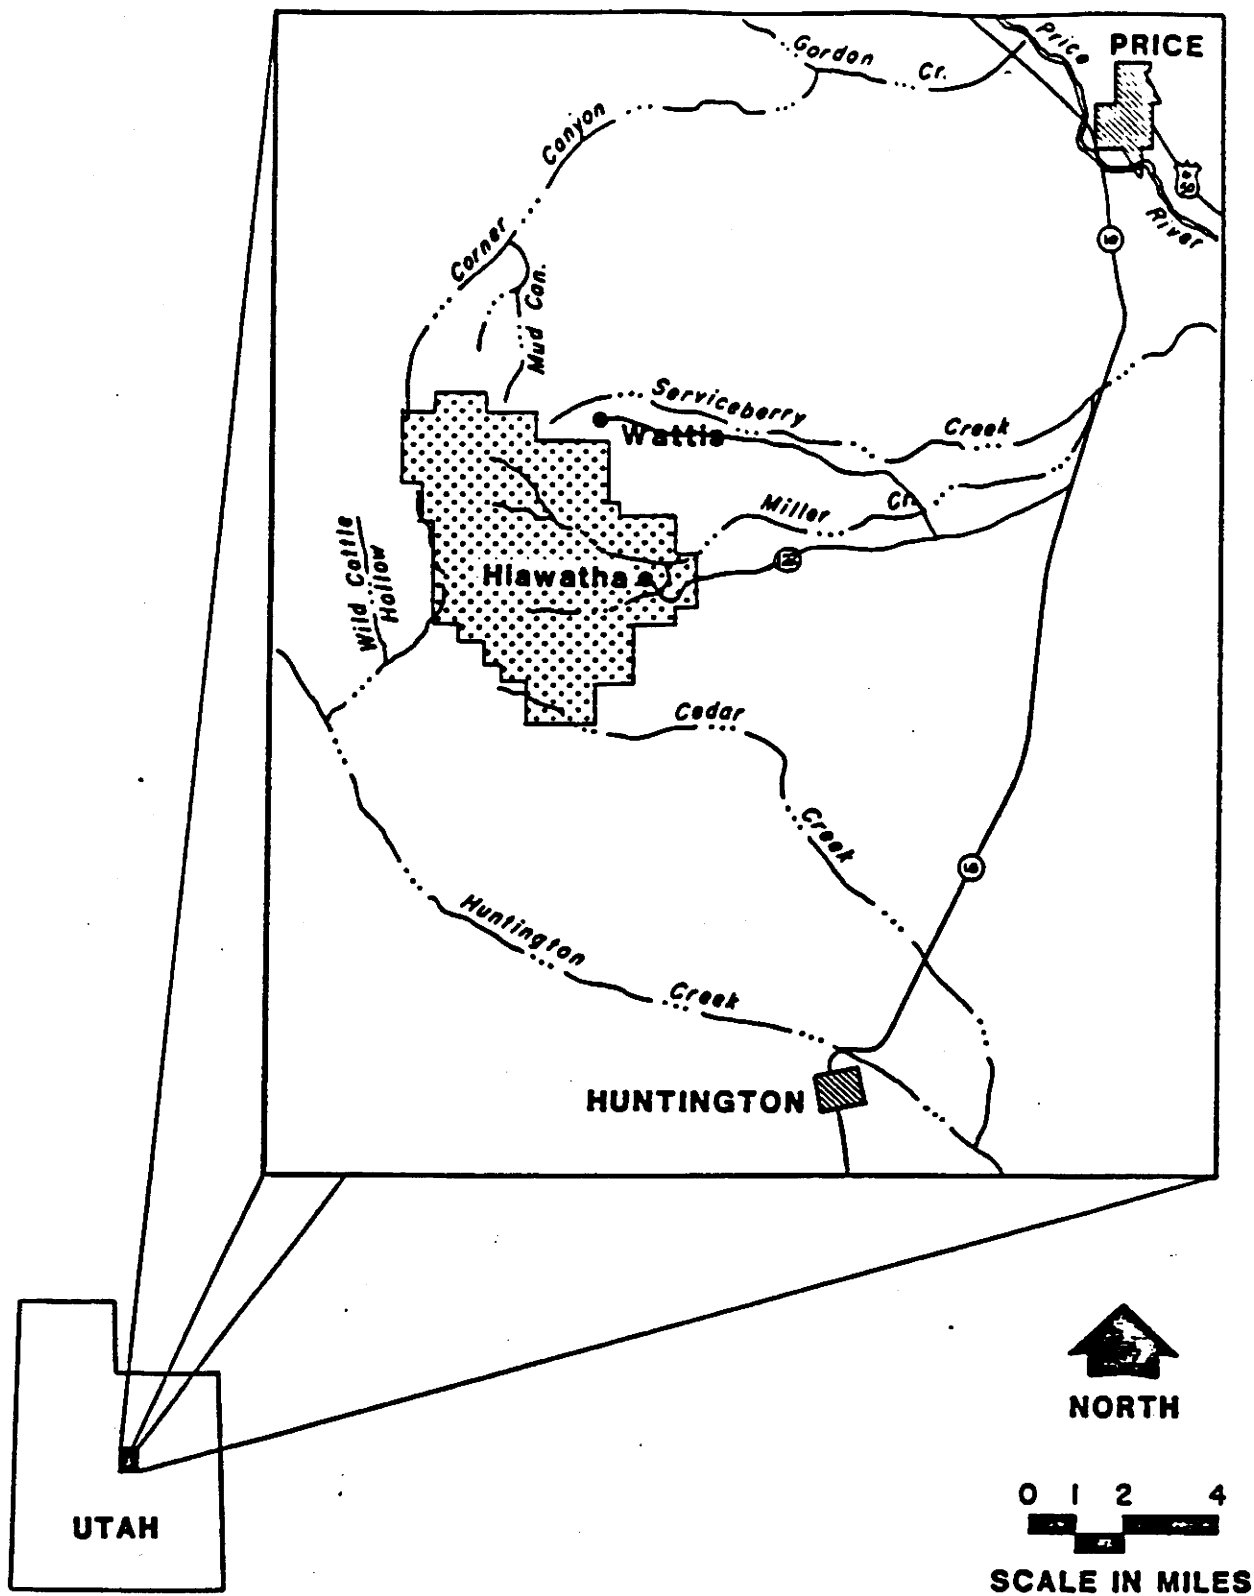 PRICE
Price
Gordon Cr.
Canyon
Corner
Mud Can.
River
Serviceberry Creek
Wattis
Miller Cr.
Hiawatha
Wild Cattle
Hollow
Cedar
Creek
Huntington
Creek
HUNTINGTON
NORTH
UTAH
0 1 2 4
SCALE IN MILES